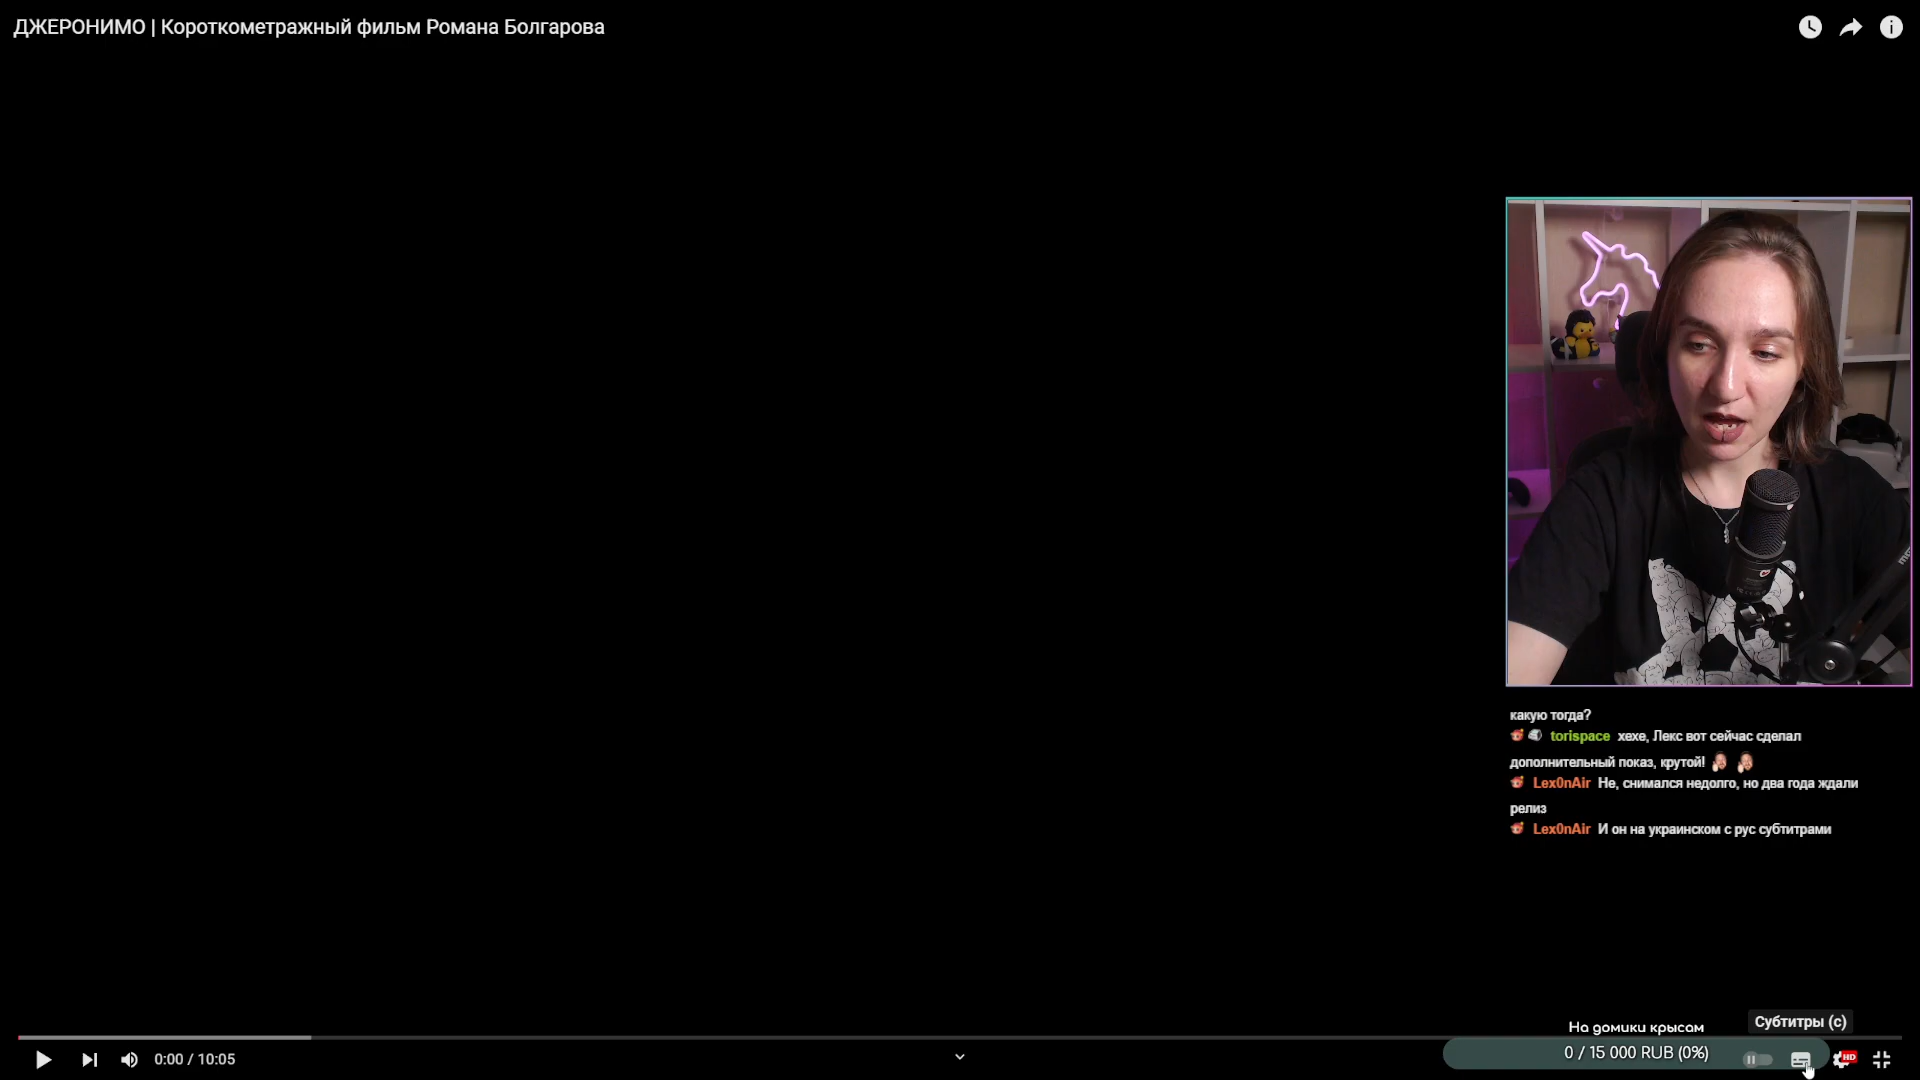 ДЖЕРОНИМО | Короткометражный фильм Романа Болгарова
какую тогда?
torispace хехе, Лекс вот сейчас сделал
дополнительный показ, крутой!
Lex0nAir Не, снимался недолго, но два года ждали
релиз
Lex0nAir И он на украинском с рус субтитрами
На домики крысам
Субтитры (с)
0 / 15 000 RUB (0%)
0:00 / 10:05
HD